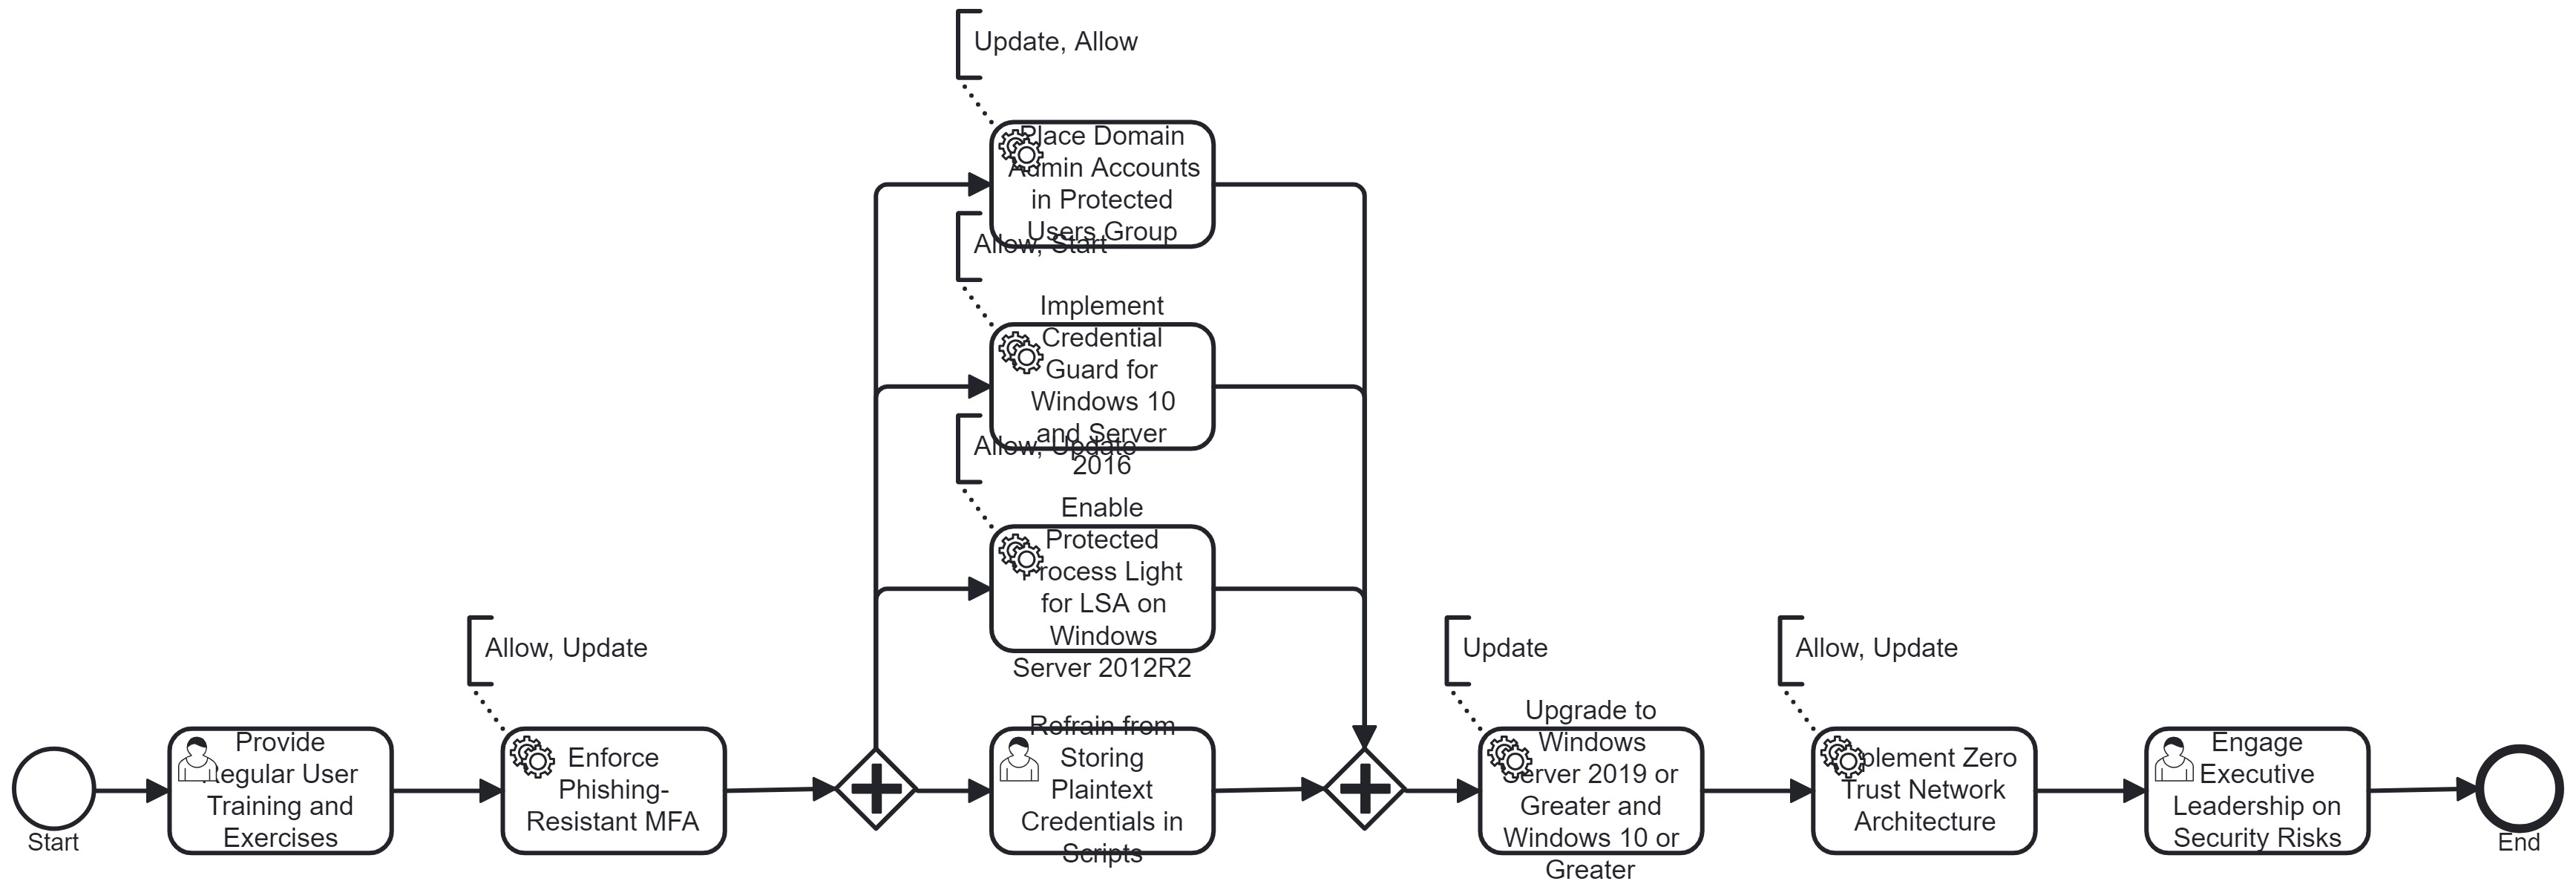 Update, Allow
Place Domain
Admin Accounts
in Protected
Users Group
Allow, Start
Implement
Credential
Guard for
Windows 10
and Server
2016
Allow, Update
Enable
Protected
Process Light
for LSA on
Windows
Server 2012R2
Refrain from
Storing
Plaintext
Credentials in
Scripts
Start
Provide
Regular User
Training and
Exercises
Allow, Update
Enforce
Phishing-
Resistant MFA
Update
Upgrade to
Windows
Server 2019 or
Greater and
Windows 10 or
Greater
Allow, Update
Implement Zero
Trust Network
Architecture
Engage
Executive
Leadership on
Security Risks
End